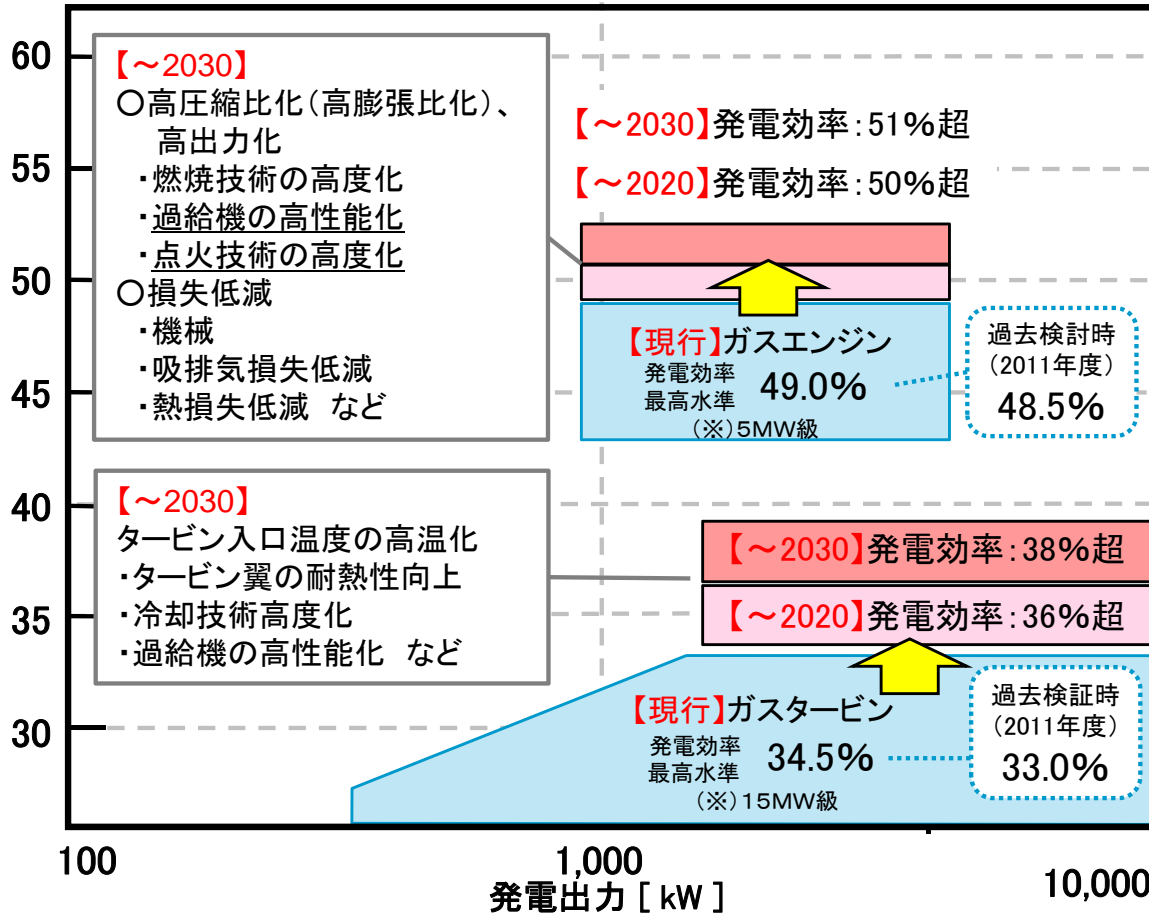 60
55
50
45
40
35
30
【～2030】
○高圧縮比化（高膨張比化）、
高出力化
・燃焼技術の高度化
・過給機の高性能化
・点火技術の高度化
○損失低減
・機械
・吸排気損失低減
・熱損失低減　など
【～2030】発電効率：51%超
【～2020】発電効率：50%超
【現行】ガスエンジン
発電効率
最高水準
49.0%
（※）5MW級
過去検討時
（2011年度）
48.5%
【～2030】
タービン入口温度の高温化
・タービン翼の耐熱性向上
・冷却技術高度化
・過給機の高性能化　など
【～2030】発電効率：38%超
【～2020】発電効率：36%超
【現行】ガスタービン
発電効率
最高水準
34.5%
（※）15MW級
過去検証時
（2011年度）
33.0%
100
1,000
10,000
発電出力 [ kW ]